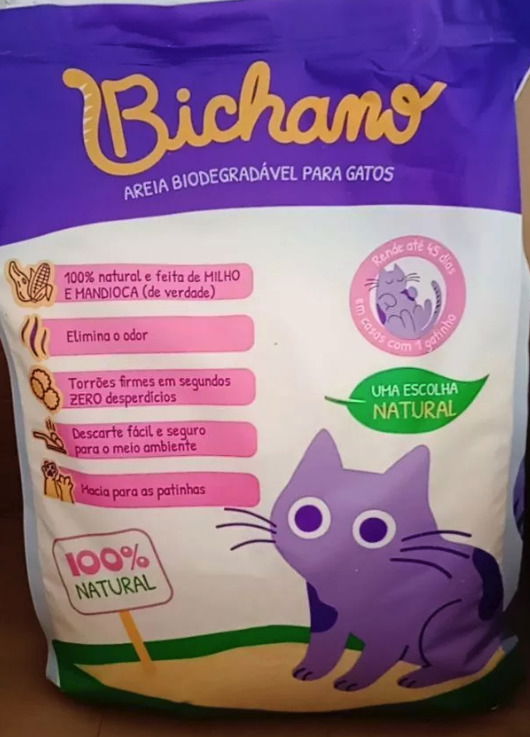 Bichano
AREIA BIODEGRADÁVEL PARA GATOS
100% natural e feita de MILHO
E MANDIOCA (de verdade)
Elimina o odor
Torrões firmes em segundos
ZERO desperdícios
Descarte fácil e seguro
para o meio ambiente
Macia para as patinhas
Rende até 45 dias
em casas com 1 gatinho
UMA ESCOLHA
NATURAL
100%
NATURAL